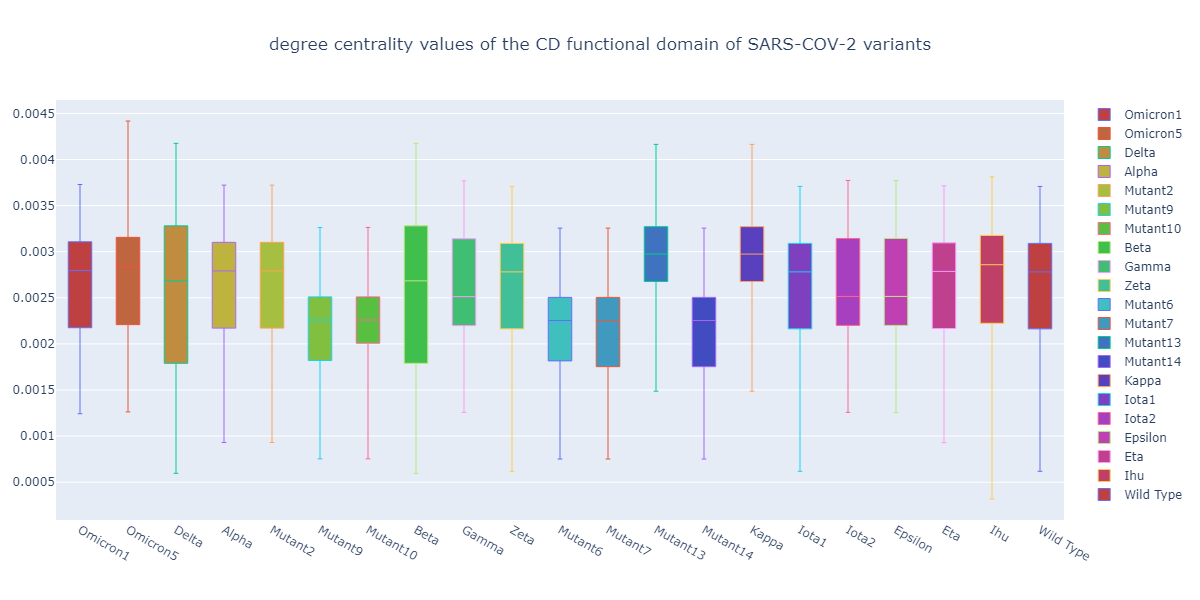 degree centrality values of the CD functional domain of SARS-COV-2 variants
0.0045
0.004
0.0035
0.003
0.0025
0.002
0.0015
0.001
0.0005
Omicron1
Omicron5
Delta
Alpha
Mutant2
Mutant9
Mutant10
Beta
Gamma
Zeta
Mutant6
Mutant7
Mutant13
Mutant14
Kappa
Iota1
Iota2
Epsilon
Eta
Ihu
Wild Type
Omicron1
Omicron5
Delta
Alpha
Mutant2
Mutant9
Mutant10
Beta
Gamma
Zeta
Mutant6
Mutant7
Mutant13
Mutant14
Kappa
Iota1
Iota2
Epsilon
Eta
Ihu
Wild Type